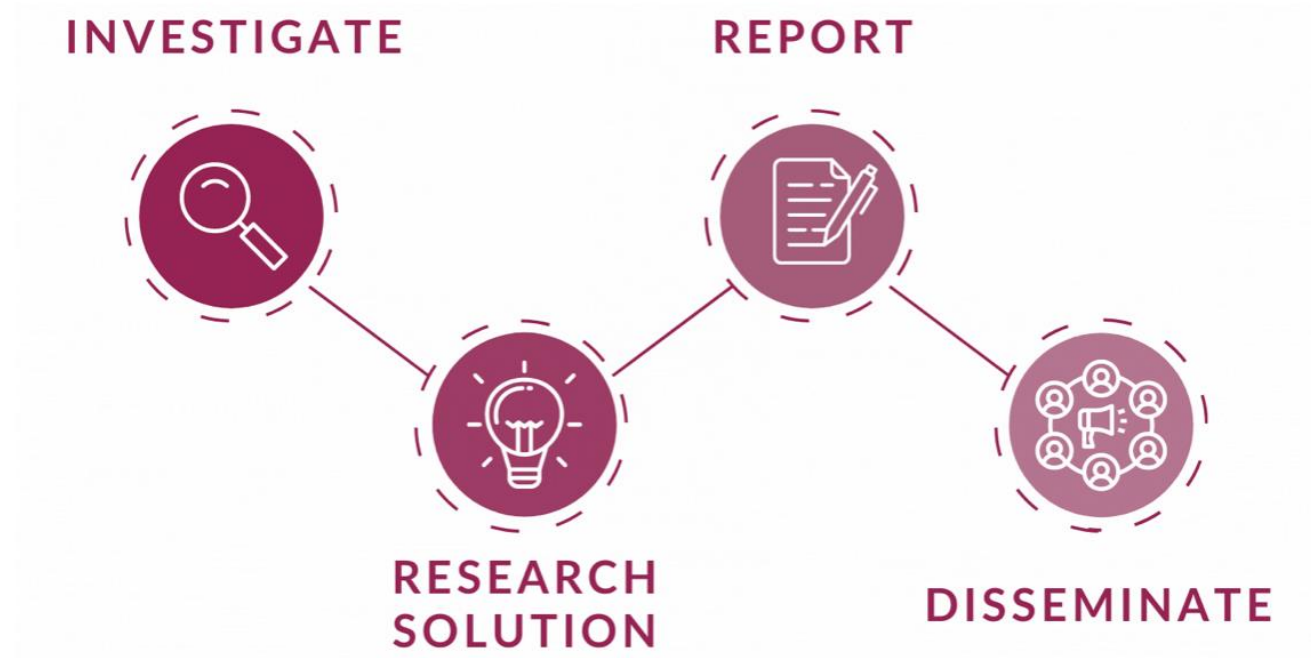 INVESTIGATE
RESEARCH
SOLUTION
REPORT
DISSEMINATE